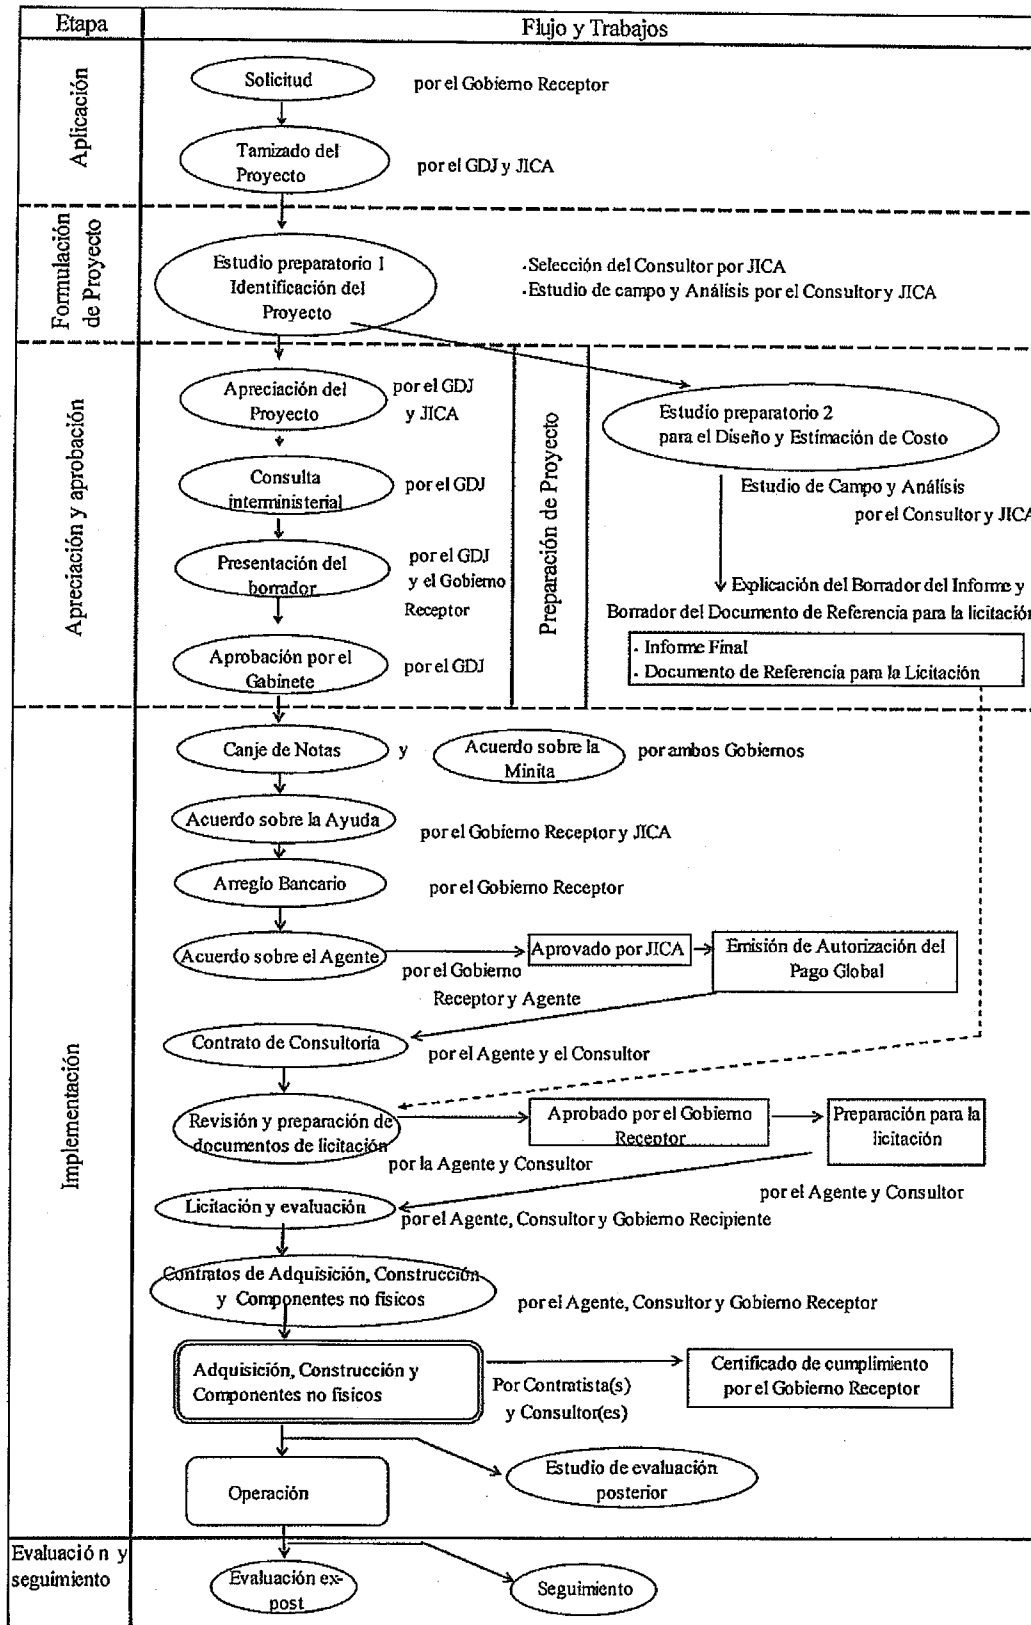 Etapa
Flujo y Trabajos
Aplicación
Solicitud
por el Gobierno Receptor
Tamizado del
Proyecto
por el GDJ y JICA
Formulación
de Proyecto
Estudio preparatorio 1
Identificación del
Proyecto
.Selección del Consultor por JICA
.Estudio de campo y Análisis por el Consultor y JICA
Apreciación y aprobación
Apreciación del
Proyecto
por el GDJ
y JICA
Consulta
interministerial
por el GDJ
Presentación del
borrador
por el GDJ
y el Gobierno
Receptor
Aprobación por el
Gabinete
por el GDJ
Preparación de Proyecto
Estudio preparatorio 2
para el Diseño y Estimación de Costo
Estudio de Campo y Análisis
por el Consultor y JICA
Explicación del Borrador del Informe y
Borrador del Documento de Referencia para la licitación
. Informe Final
. Documento de Referencia para la Licitación
Implementación
Canje de Notas
y
Acuerdo sobre la
Minita
por ambos Gobiernos
Acuerdo sobre la Ayuda
por el Gobierno Receptor y JICA
Arreglo Bancario
por el Gobierno Receptor
Acuerdo sobre el Agente
por el Gobierno
Receptor y Agente
Aprovado por JICA
Emisión de Autorización del
Pago Global
Contrato de Consultoría
por el Agente y el Consultor
Revisión y preparación de
documentos de licitación
por la Agente y Consultor
Aprobado por el Gobierno
Receptor
Preparación para la
licitación
por el Agente y Consultor
Licitación y evaluación
por el Agente, Consultor y Gobierno Recipiente
Contratos de Adquisición, Construcción
y Componentes no físicos
por el Agente, Consultor y Gobierno Receptor
Adquisición, Construcción y
Componentes no físicos
Por Contratista(s)
y Consultor(es)
Certificado de cumplimiento
por el Gobierno Receptor
Operación
Estudio de evaluación
posterior
Evaluación y
seguimiento
Evaluación ex-
post
Seguimiento